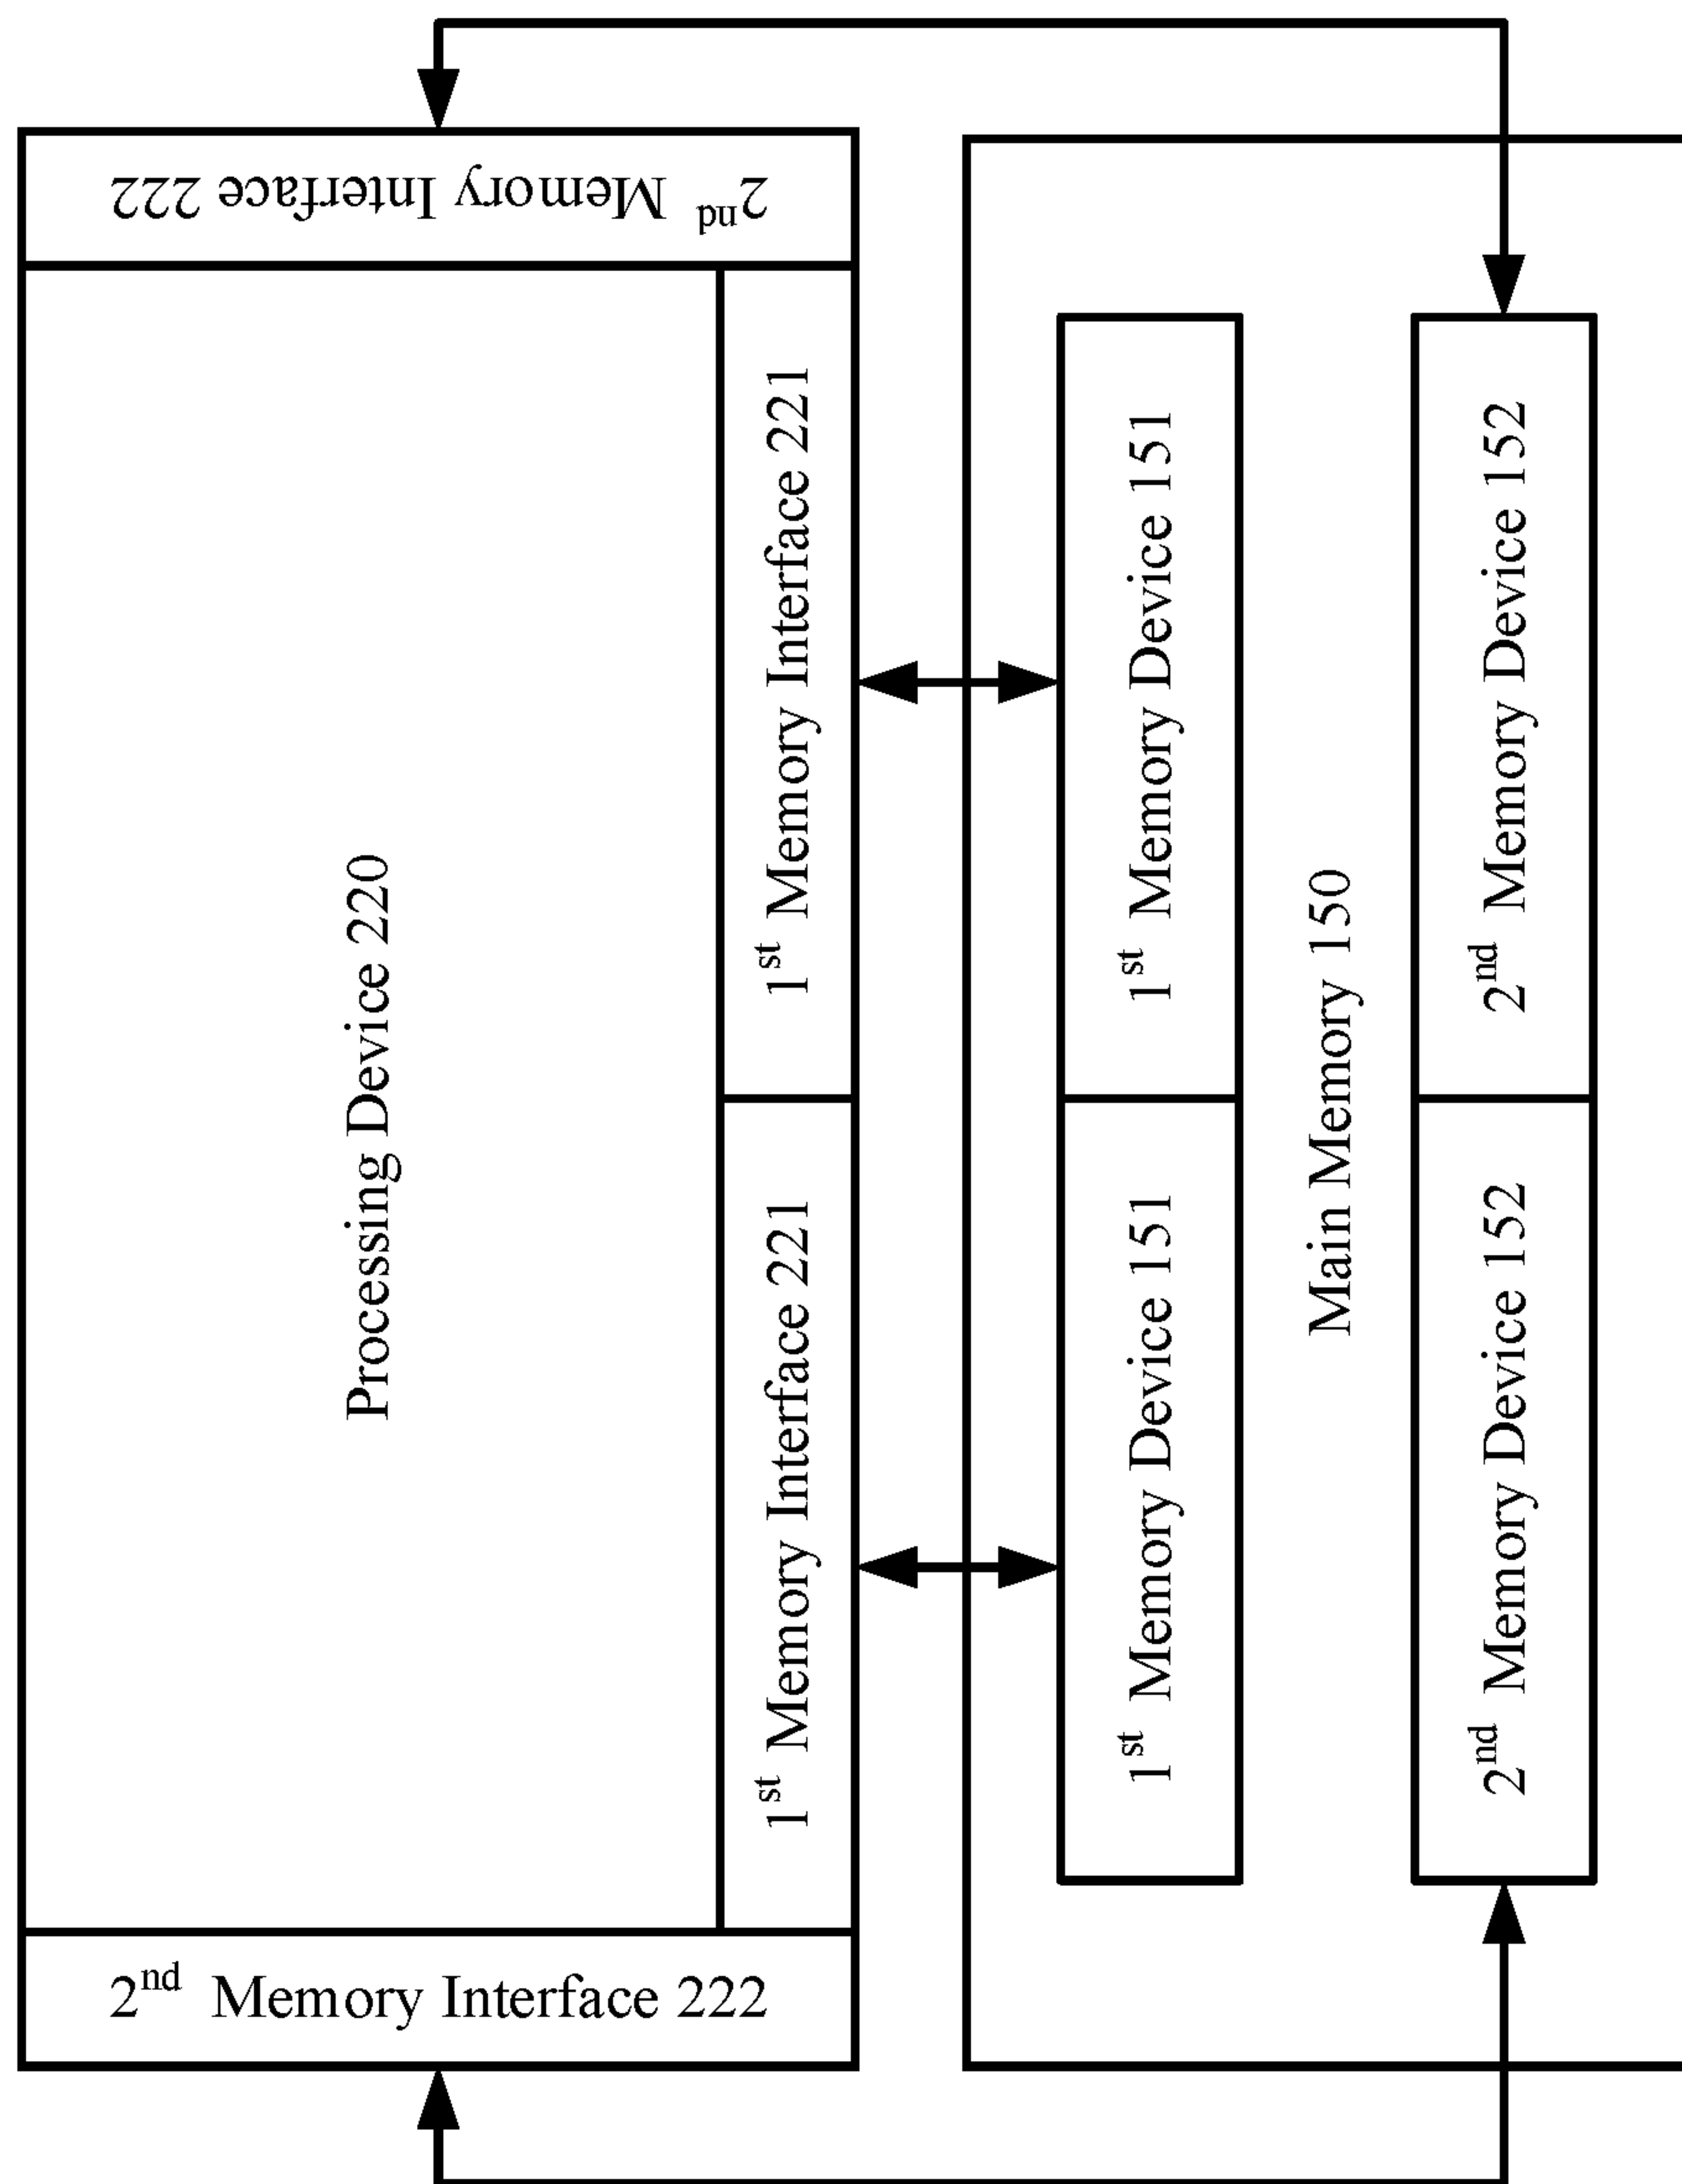 2nd Memory Interface 222
Processing Device 220
1st Memory Interface 221
1st Memory Interface 221
2nd Memory Interface 222
1st Memory Device 151
1st Memory Device 151
Main Memory 150
2nd Memory Device 152
2nd Memory Device 152